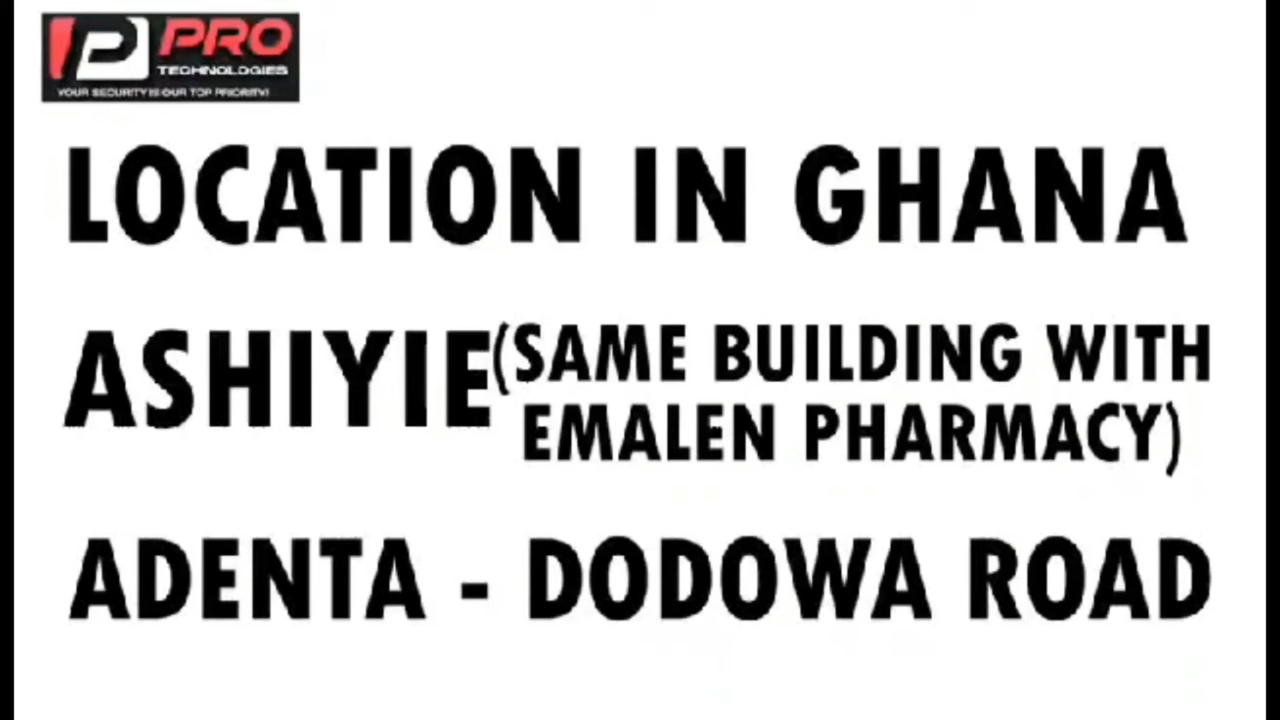 PRO
TECHNOLOGIES
YOUR SECURITY IS OUR TOP PRIORITY!
LOCATION IN GHANA
ASHIYIE (SAME BUILDING WITH
EMALEN PHARMACY)
ADENTA - DODOWA ROAD